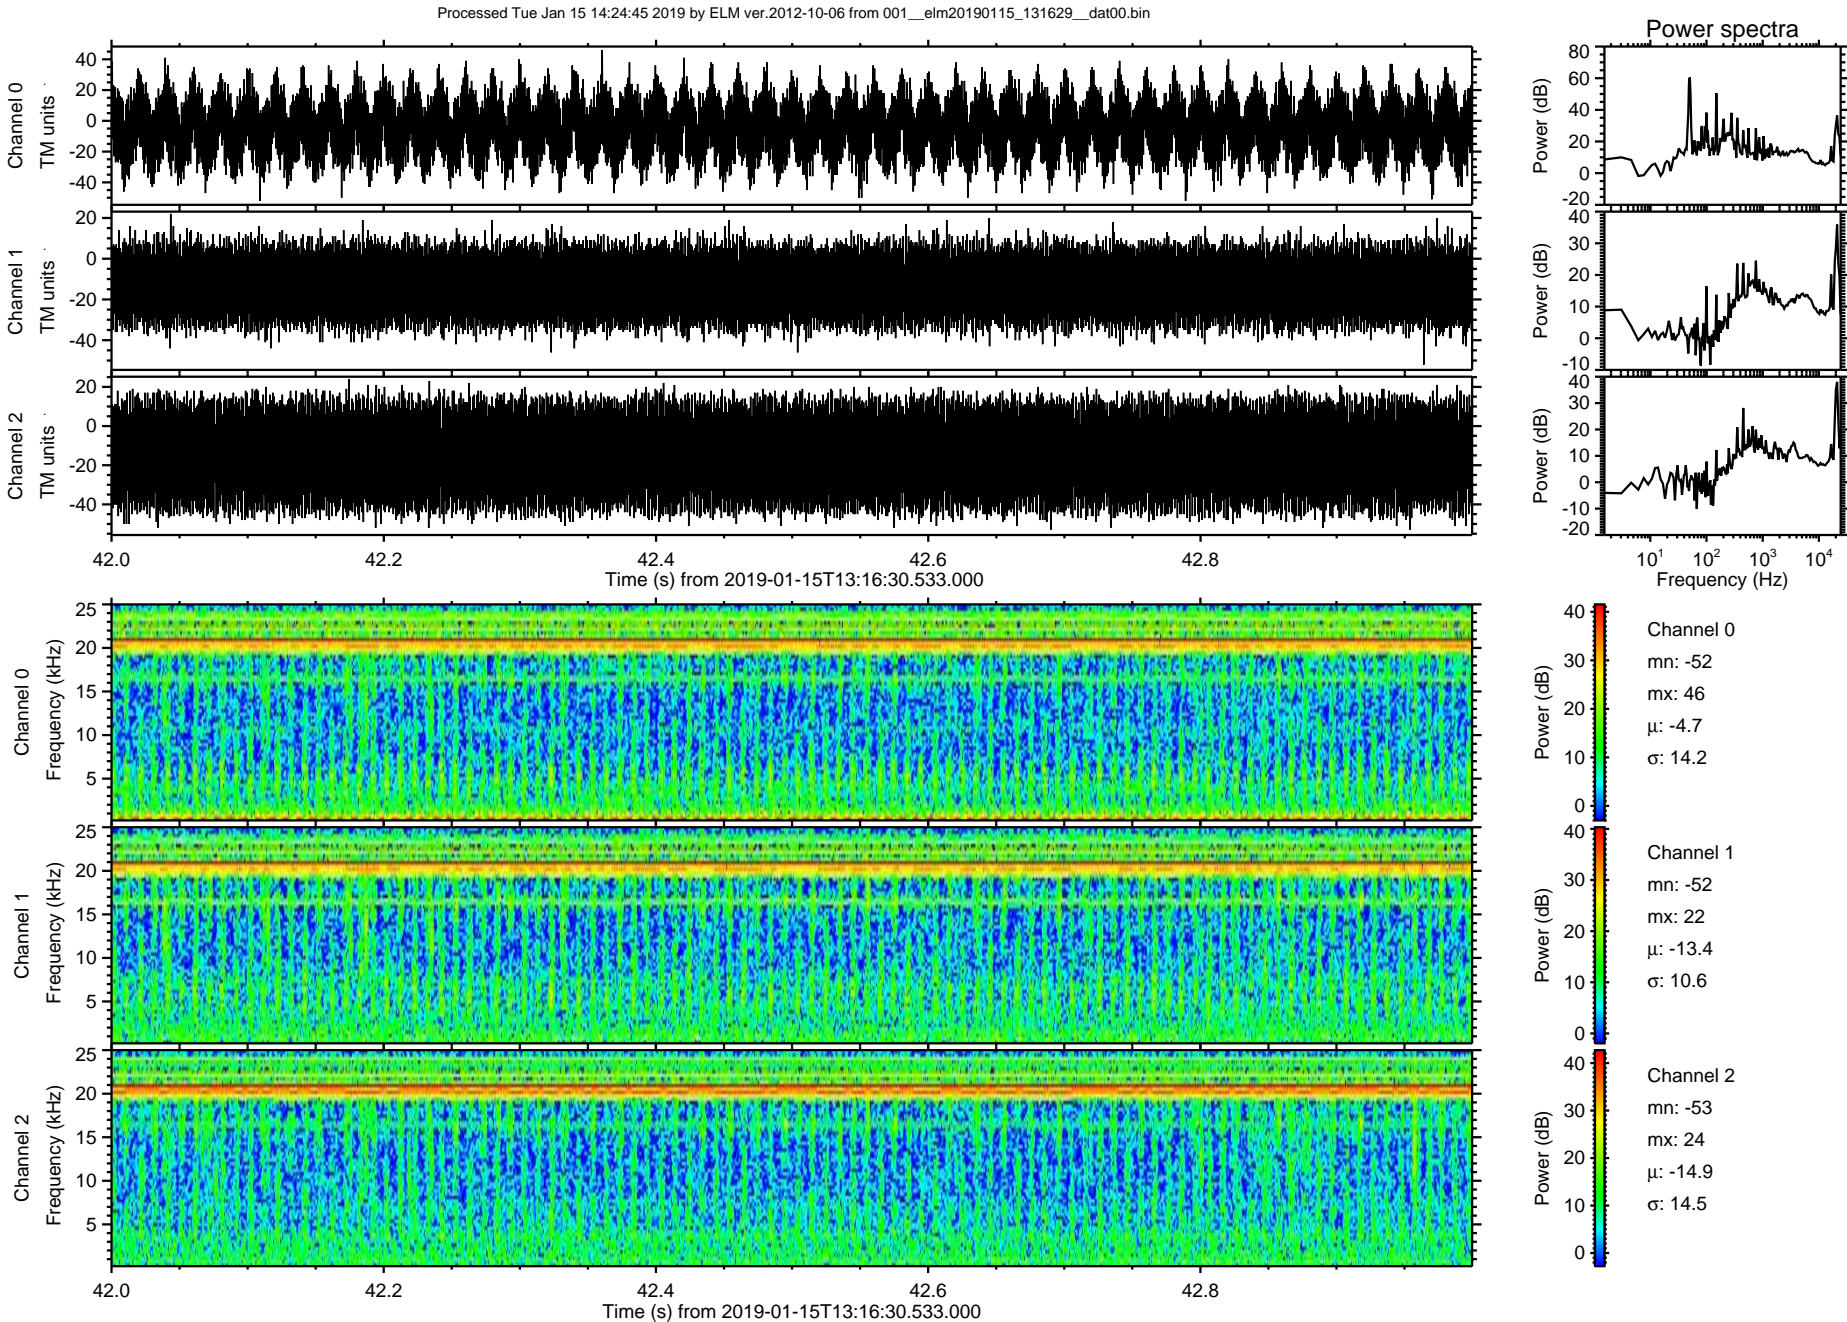 Processed Tue Jan 15 14:24:45 2019 by ELM ver.2012-10-06 from 001__elm20190115_131629__dat00.bin
Power spectra
Channel 0
TM units
40
20
0
-20
-40
Power (dB)
80
60
40
20
0
-20
Channel 1
TM units
20
0
-20
-40
Power (dB)
40
30
20
10
0
-10
Channel 2
TM units
20
0
-20
-40
Power (dB)
40
30
20
10
0
-10
-20
42.0 42.2 42.4 42.6 42.8
Time (s) from 2019-01-15T13:16:30.533.000
10¹ 10² 10³ 10⁴
Frequency (Hz)
Channel 0
Frequency (kHz)
25
20
15
10
5
Power (dB)
40
30
20
10
0
Channel 0
mn: -52
mx: 46
μ: -4.7
σ: 14.2
Channel 1
Frequency (kHz)
25
20
15
10
5
Power (dB)
40
30
20
10
0
Channel 1
mn: -52
mx: 22
μ: -13.4
σ: 10.6
Channel 2
Frequency (kHz)
25
20
15
10
5
Power (dB)
40
30
20
10
0
Channel 2
mn: -53
mx: 24
μ: -14.9
σ: 14.5
42.0 42.2 42.4 42.6 42.8
Time (s) from 2019-01-15T13:16:30.533.000